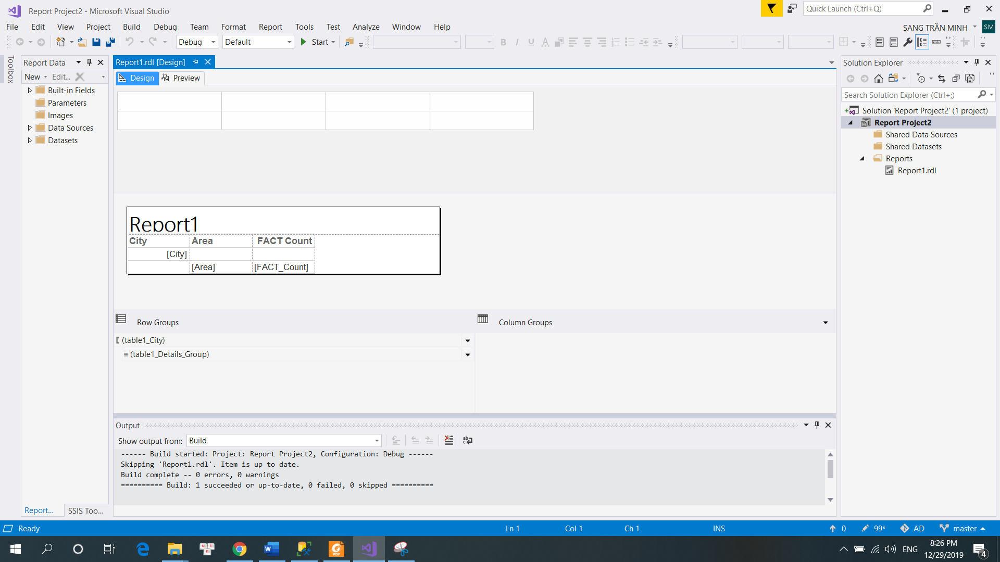 Report Project2 - Microsoft Visual Studio
Quick Launch (Ctrl+Q)
File Edit View Project Build Debug Team Format Report Tools Test Analyze Window Help
SANG TRẦN MINH SM
Debug Default Start
Toolbox
Report Data
New Edit...
Built-in Fields
Parameters
Images
Data Sources
Datasets
Report1.rdl [Design]
Design Preview
Report1
City Area FACT Count
[City]
[Area] [FACT_Count]
Row Groups
Column Groups
(table1_City)
(table1_Details_Group)
Output
Show output from: Build
------ Build started: Project: Report Project2, Configuration: Debug ------
Skipping 'Report1.rdl'. Item is up to date.
Build complete -- 0 errors, 0 warnings
========== Build: 1 succeeded or up-to-date, 0 failed, 0 skipped ==========
Report... SSIS Too...
Solution Explorer
Search Solution Explorer (Ctrl+;)
Solution 'Report Project2' (1 project)
Report Project2
Shared Data Sources
Shared Datasets
Reports
Report1.rdl
Ready Ln 1 Col 1 Ch 1 INS 0 99* AD master
ENG
8:26 PM
12/29/2019
4